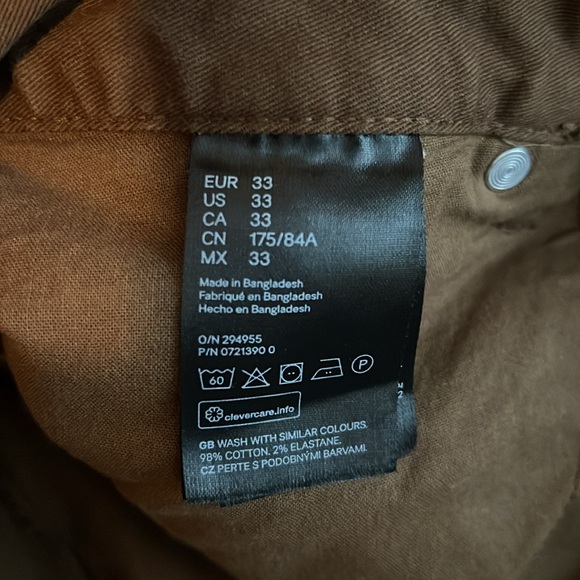 EUR 33
US 33
CA 33
CN 175/84A
MX 33
Made in Bangladesh
Fabriqué en Bangladesh
Hecho en Bangladesh
O/N 294955
P/N 0721390 0
60 P
clevercare.info
GB WASH WITH SIMILAR COLOURS.
98% COTTON, 2% ELASTANE,
CZ PERTE S PODOBNÝMI BARVAMI.
M
2